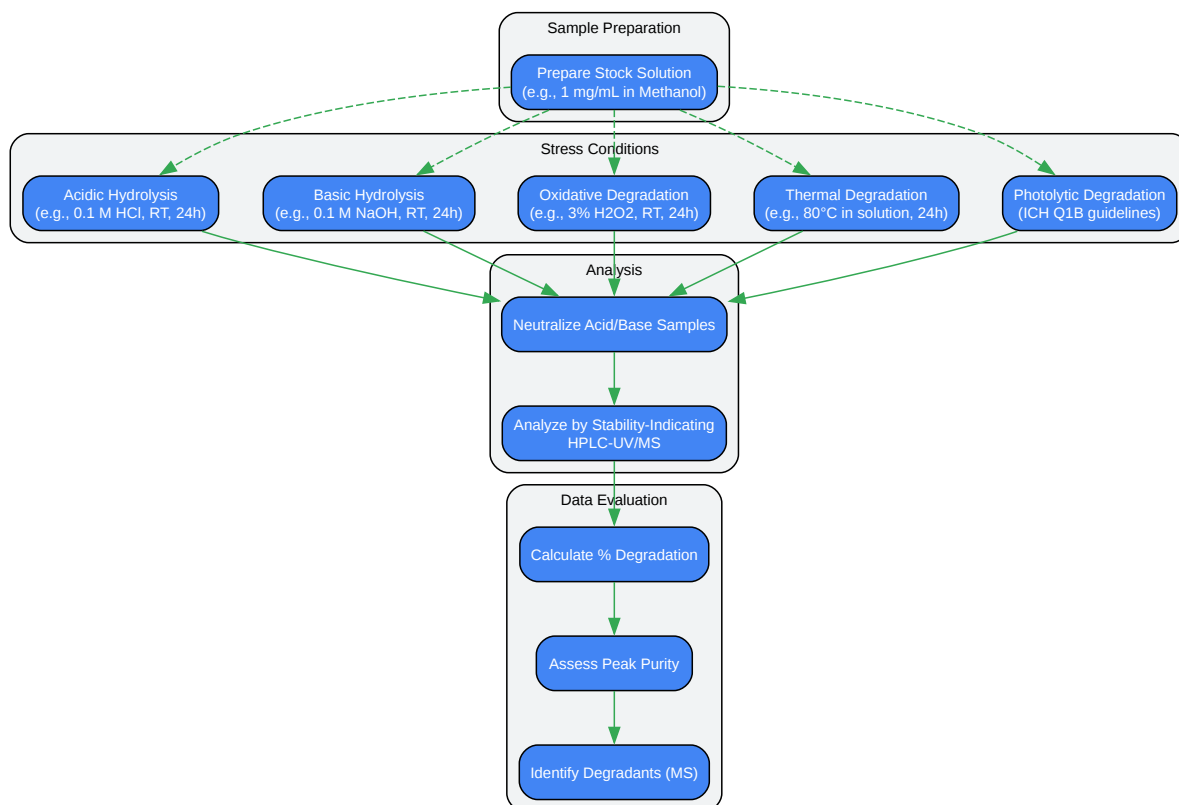 Sample Preparation
Prepare Stock Solution
(e.g., 1 mg/mL in Methanol)
Stress Conditions
Acidic Hydrolysis
(e.g., 0.1 M HCl, RT, 24h)
Basic Hydrolysis
(e.g., 0.1 M NaOH, RT, 24h)
Oxidative Degradation
(e.g., 3% H2O2, RT, 24h)
Thermal Degradation
(e.g., 80°C in solution, 24h)
Photolytic Degradation
(ICH Q1B guidelines)
Analysis
Neutralize Acid/Base Samples
Analyze by Stability-Indicating
HPLC-UV/MS
Data Evaluation
Calculate % Degradation
Assess Peak Purity
Identify Degradants (MS)